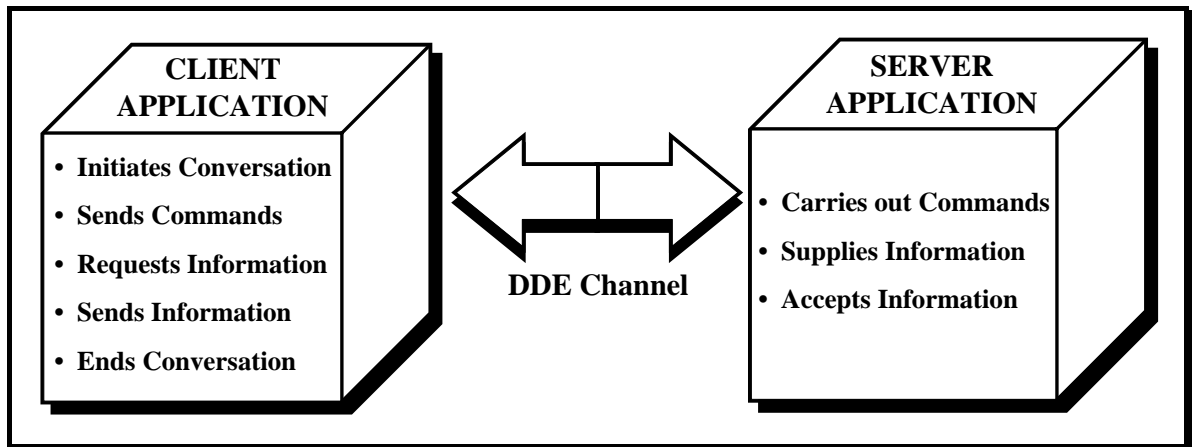 CLIENT
APPLICATION
• Initiates Conversation
• Sends Commands
• Requests Information
• Sends Information
• Ends Conversation
DDE Channel
SERVER
APPLICATION
• Carries out Commands
• Supplies Information
• Accepts Information